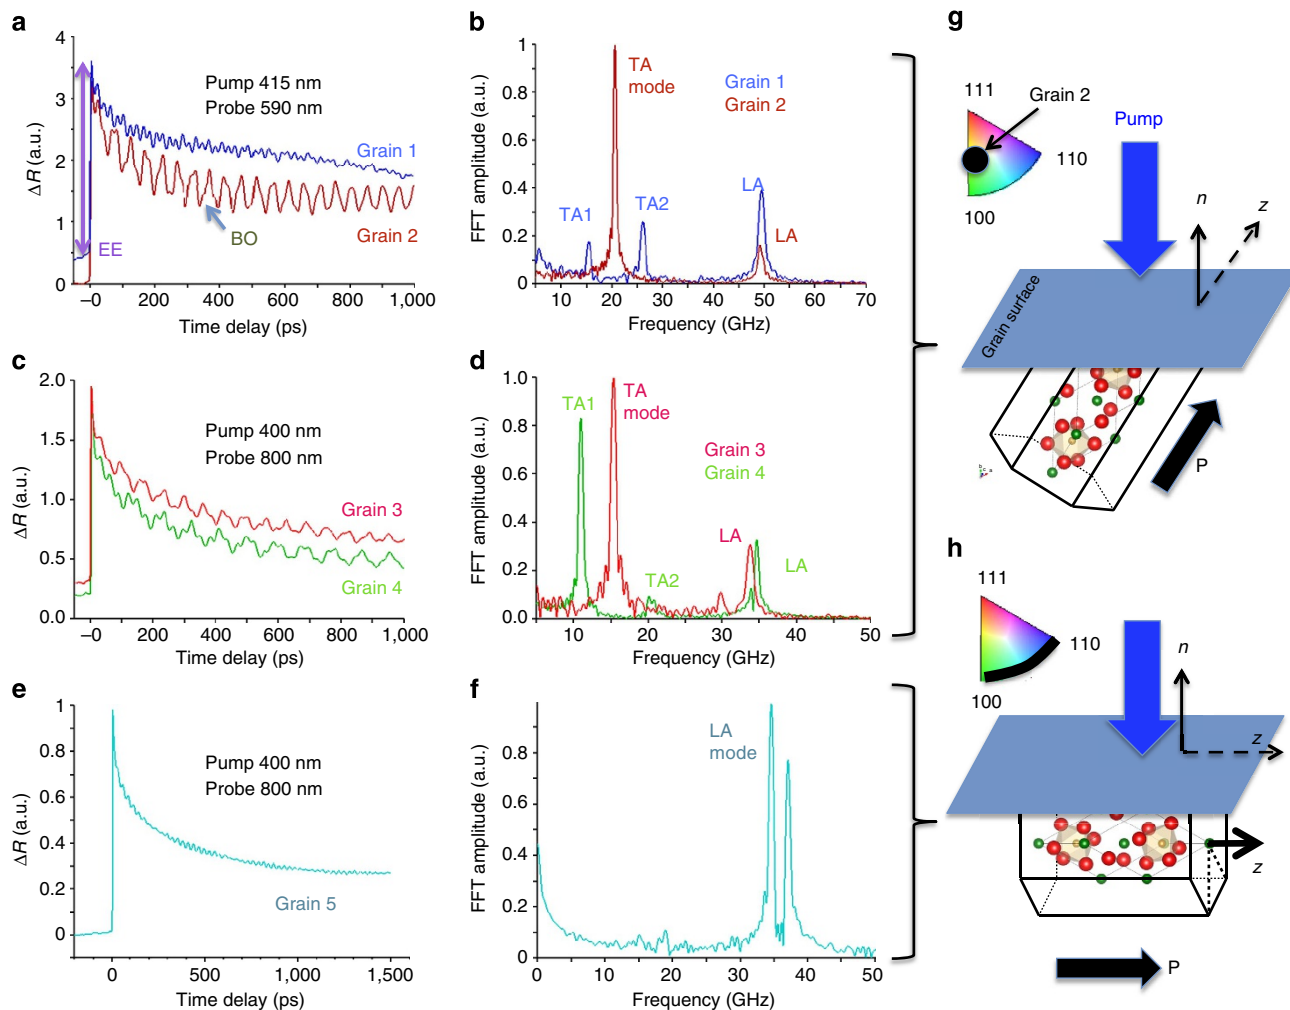 a
4
3
2
1
0
ΔR (a.u.)
Pump 415 nm
Probe 590 nm
Grain 1
Grain 2
EE
BO
–0
200
400
600
800
1,000
Time delay (ps)
b
1
0.8
0.6
0.4
0.2
0
FFT amplitude (a.u.)
TA
mode
Grain 1
Grain 2
TA1
TA2
LA
LA
10
20
30
40
50
60
70
Frequency (GHz)
c
2.0
1.5
1.0
0.5
0.0
ΔR (a.u.)
Pump 400 nm
Probe 800 nm
Grain 3
Grain 4
–0
200
400
600
800
1,000
Time delay (ps)
d
1.0
0.8
0.6
0.4
0.2
0.0
FFT amplitude (a.u.)
TA1
TA
mode
Grain 3
Grain 4
TA2
LA
LA
10
20
30
40
50
Frequency (GHz)
e
1
0.8
0.6
0.4
0.2
0
ΔR (a.u.)
Pump 400 nm
Probe 800 nm
Grain 5
0
500
1,000
1,500
Time delay (ps)
f
0.8
0.6
0.4
0.2
0
FFT amplitude (a.u.)
LA
mode
0
10
20
30
40
50
Frequency (GHz)
g
Grain 2
111
110
100
Pump
n
z
Grain surface
P
h
111
110
100
n
z
z
P